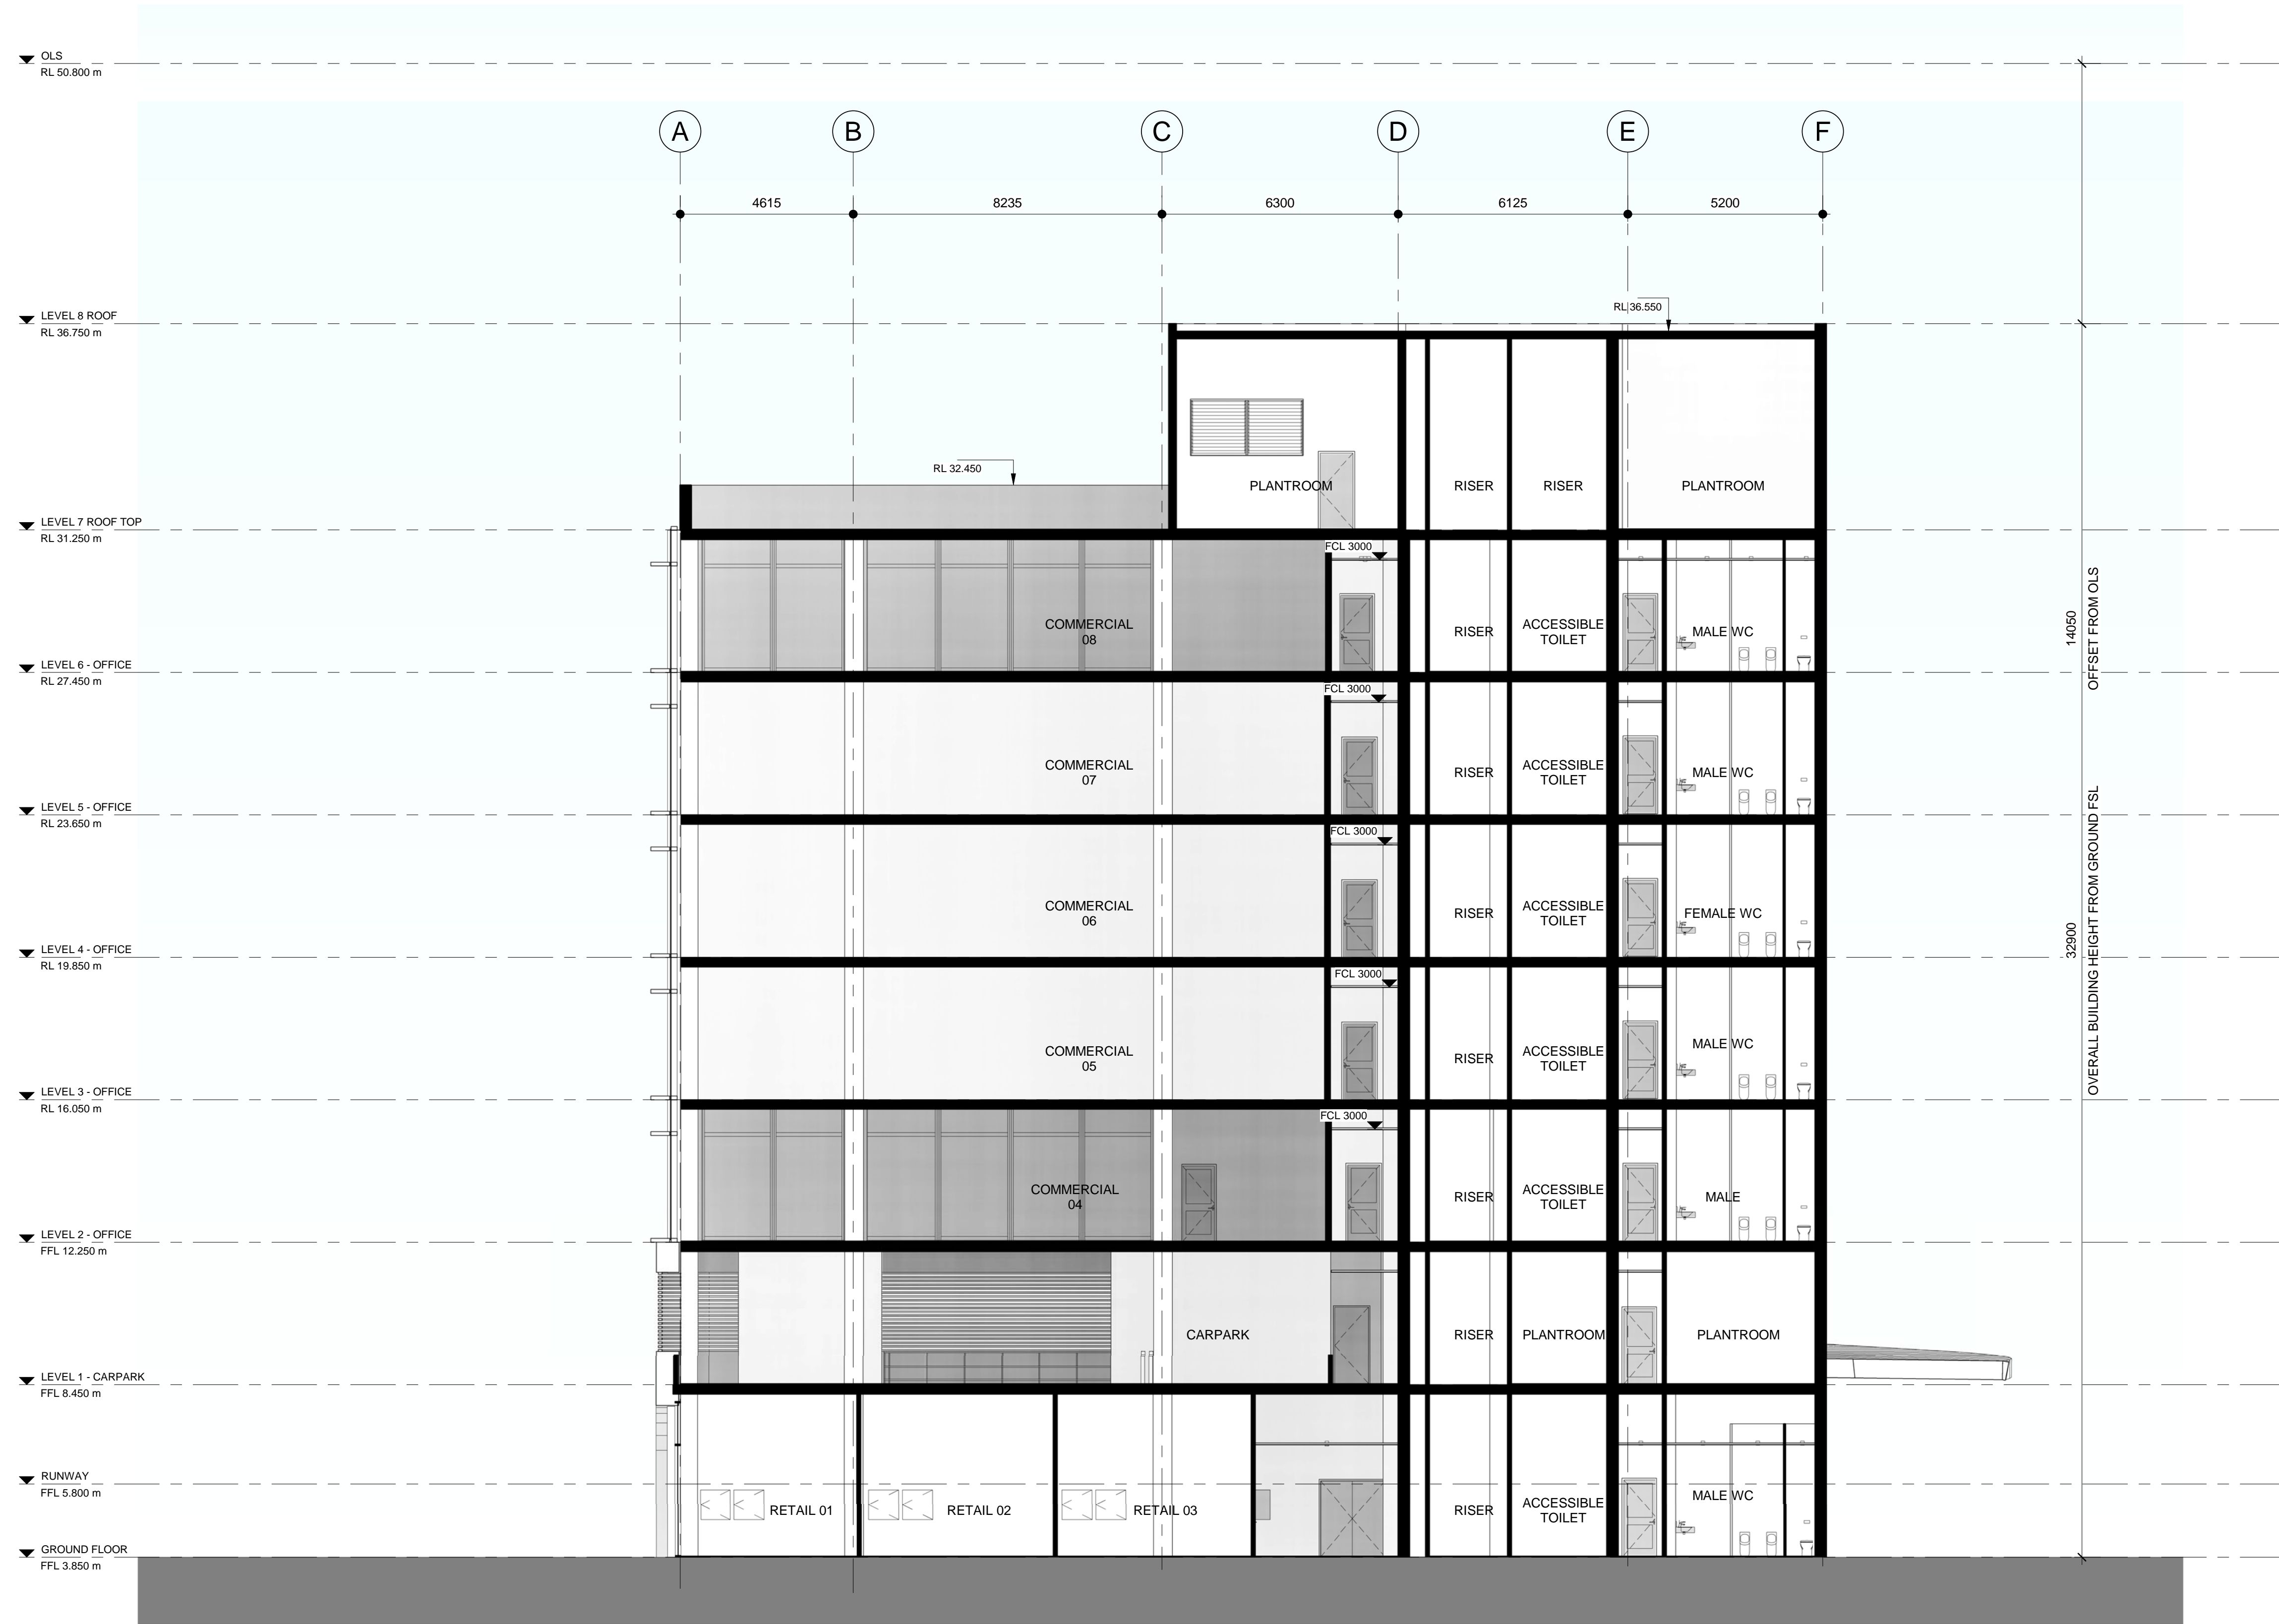 OLS
RL 50.800 m
A
B
C
D
E
F
4615
8235
6300
6125
5200
RL 36.550
LEVEL 8 ROOF
RL 36.750 m
RL 32.450
PLANTROOM
RISER
RISER
PLANTROOM
LEVEL 7 ROOF TOP
RL 31.250 m
FCL 3000
COMMERCIAL
08
RISER
ACCESSIBLE
TOILET
MALE WC
14050
OFFSET FROM OLS
LEVEL 6 - OFFICE
RL 27.450 m
FCL 3000
COMMERCIAL
07
RISER
ACCESSIBLE
TOILET
MALE WC
LEVEL 5 - OFFICE
RL 23.650 m
FCL 3000
COMMERCIAL
06
RISER
ACCESSIBLE
TOILET
FEMALE WC
32900
OVERALL BUILDING HEIGHT FROM GROUND FSL
LEVEL 4 - OFFICE
RL 19.850 m
FCL 3000
COMMERCIAL
05
RISER
ACCESSIBLE
TOILET
MALE WC
LEVEL 3 - OFFICE
RL 16.050 m
FCL 3000
COMMERCIAL
04
RISER
ACCESSIBLE
TOILET
MALE
LEVEL 2 - OFFICE
FFL 12.250 m
CARPARK
RISER
PLANTROOM
PLANTROOM
LEVEL 1 - CARPARK
FFL 8.450 m
RUNWAY
FFL 5.800 m
RETAIL 01
RETAIL 02
RETAIL 03
RISER
ACCESSIBLE
TOILET
MALE WC
GROUND FLOOR
FFL 3.850 m